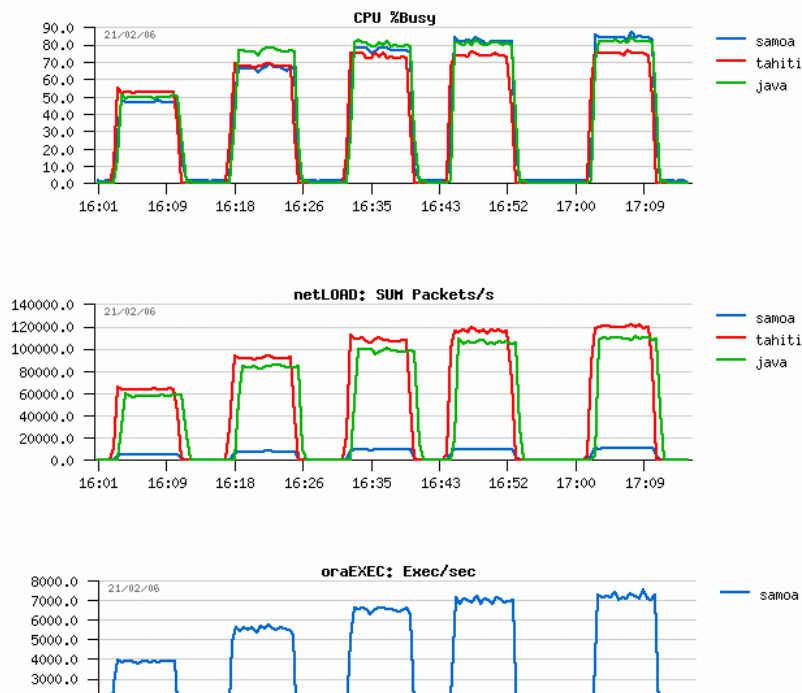 CPU %Busy
90.0
21/02/06
80.0
70.0
60.0
50.0
40.0
30.0
20.0
10.0
0.0
16:01 16:09 16:18 16:26 16:35 16:43 16:52 17:00 17:09
samoa
tahiti
java
netLOAD: SUM Packets/s
140000.0
21/02/06
120000.0
100000.0
80000.0
60000.0
40000.0
20000.0
0.0
16:01 16:09 16:18 16:26 16:35 16:43 16:52 17:00 17:09
samoa
tahiti
java
oraEXEC: Exec/sec
8000.0
21/02/06
7000.0
6000.0
5000.0
4000.0
3000.0
samoa